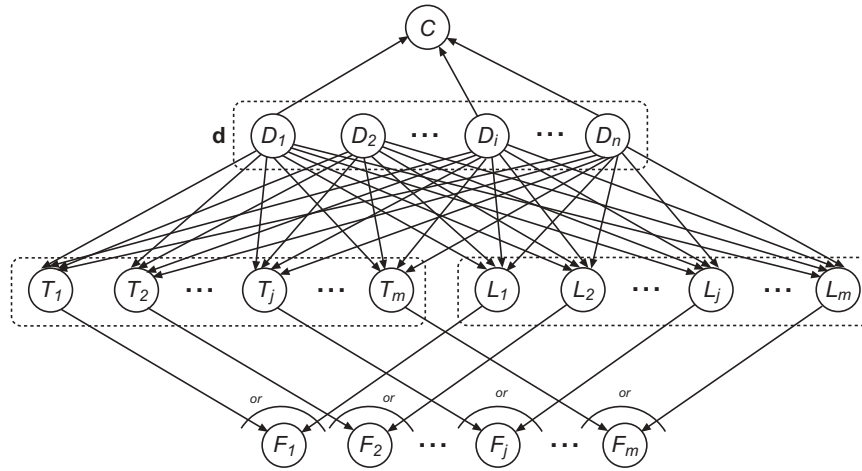 C
d D1 D2 ... Di ... Dn
T1 T2 ... Tj ... Tm L1 L2 ... Lj ... Lm
or or or or
F1 F2 ... Fj ... Fm